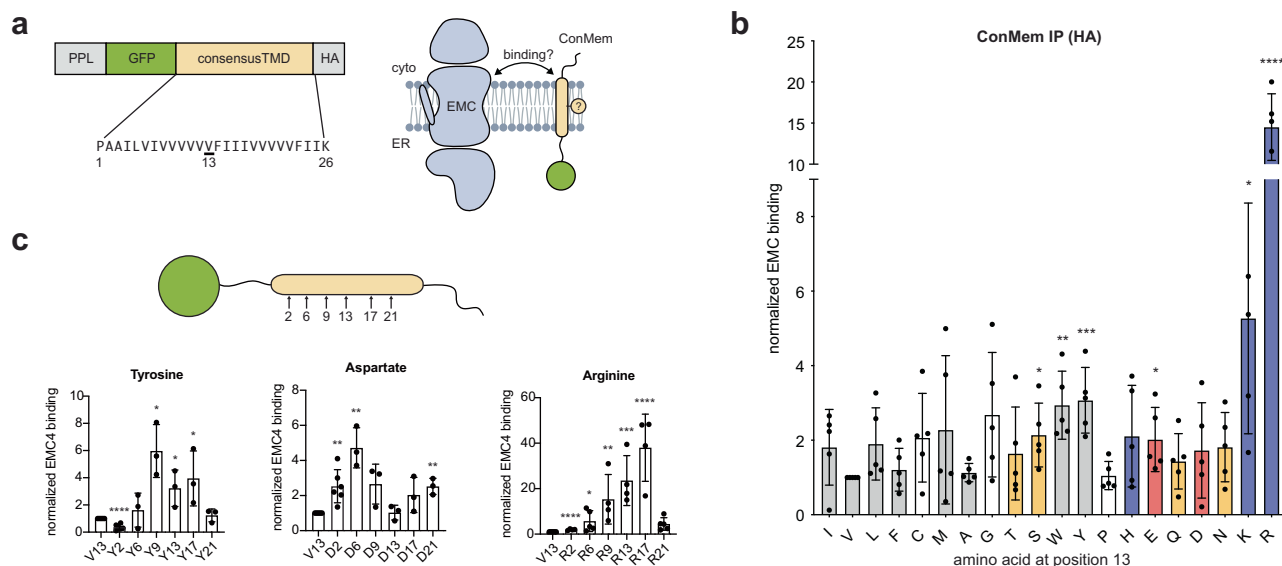 a
PPL GFP consensusTMD HA
PAAILVIVVVVVVFIIIVVVVVFIIK
1 13 26
ConMem
binding?
cyto
EMC
?
ER
b
ConMem IP (HA)
normalized EMC binding
25
20
15
10
8
6
4
2
0
**** * * ** *** *
I V L F C M A G T S W Y P H E Q D N K R
amino acid at position 13
c
2 6 9 13 17 21
Tyrosine
normalized EMC4 binding
10
8
6
4
2
0
**** * * *
V13 Y2 Y6 Y9 Y13 Y17 Y21
Aspartate
normalized EMC4 binding
8
6
4
2
0
** ** **
V13 D2 D6 D9 D13 D17 D21
Arginine
normalized EMC4 binding
60
40
20
0
**** * ** *** ****
V13 R2 R6 R9 R13 R17 R21